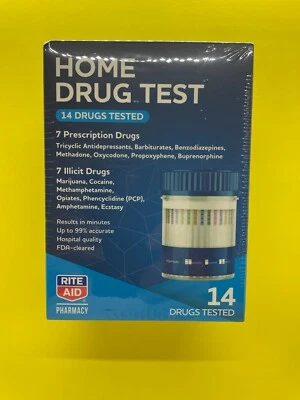 HOME
DRUG TEST
14 DRUGS TESTED
7 Prescription Drugs
Tricyclic Antidepressants, Barbiturates, Benzodiazepines,
Methadone, Oxycodone, Propoxyphene, Buprenorphine
7 Illicit Drugs
Marijuana, Cocaine,
Methamphetamine,
Opiates, Phencyclidine (PCP),
Amphetamine, Ecstasy
Results in minutes
Up to 99% accurate
Hospital quality
FDA-cleared
RITE
AID
PHARMACY
14
DRUGS TESTED